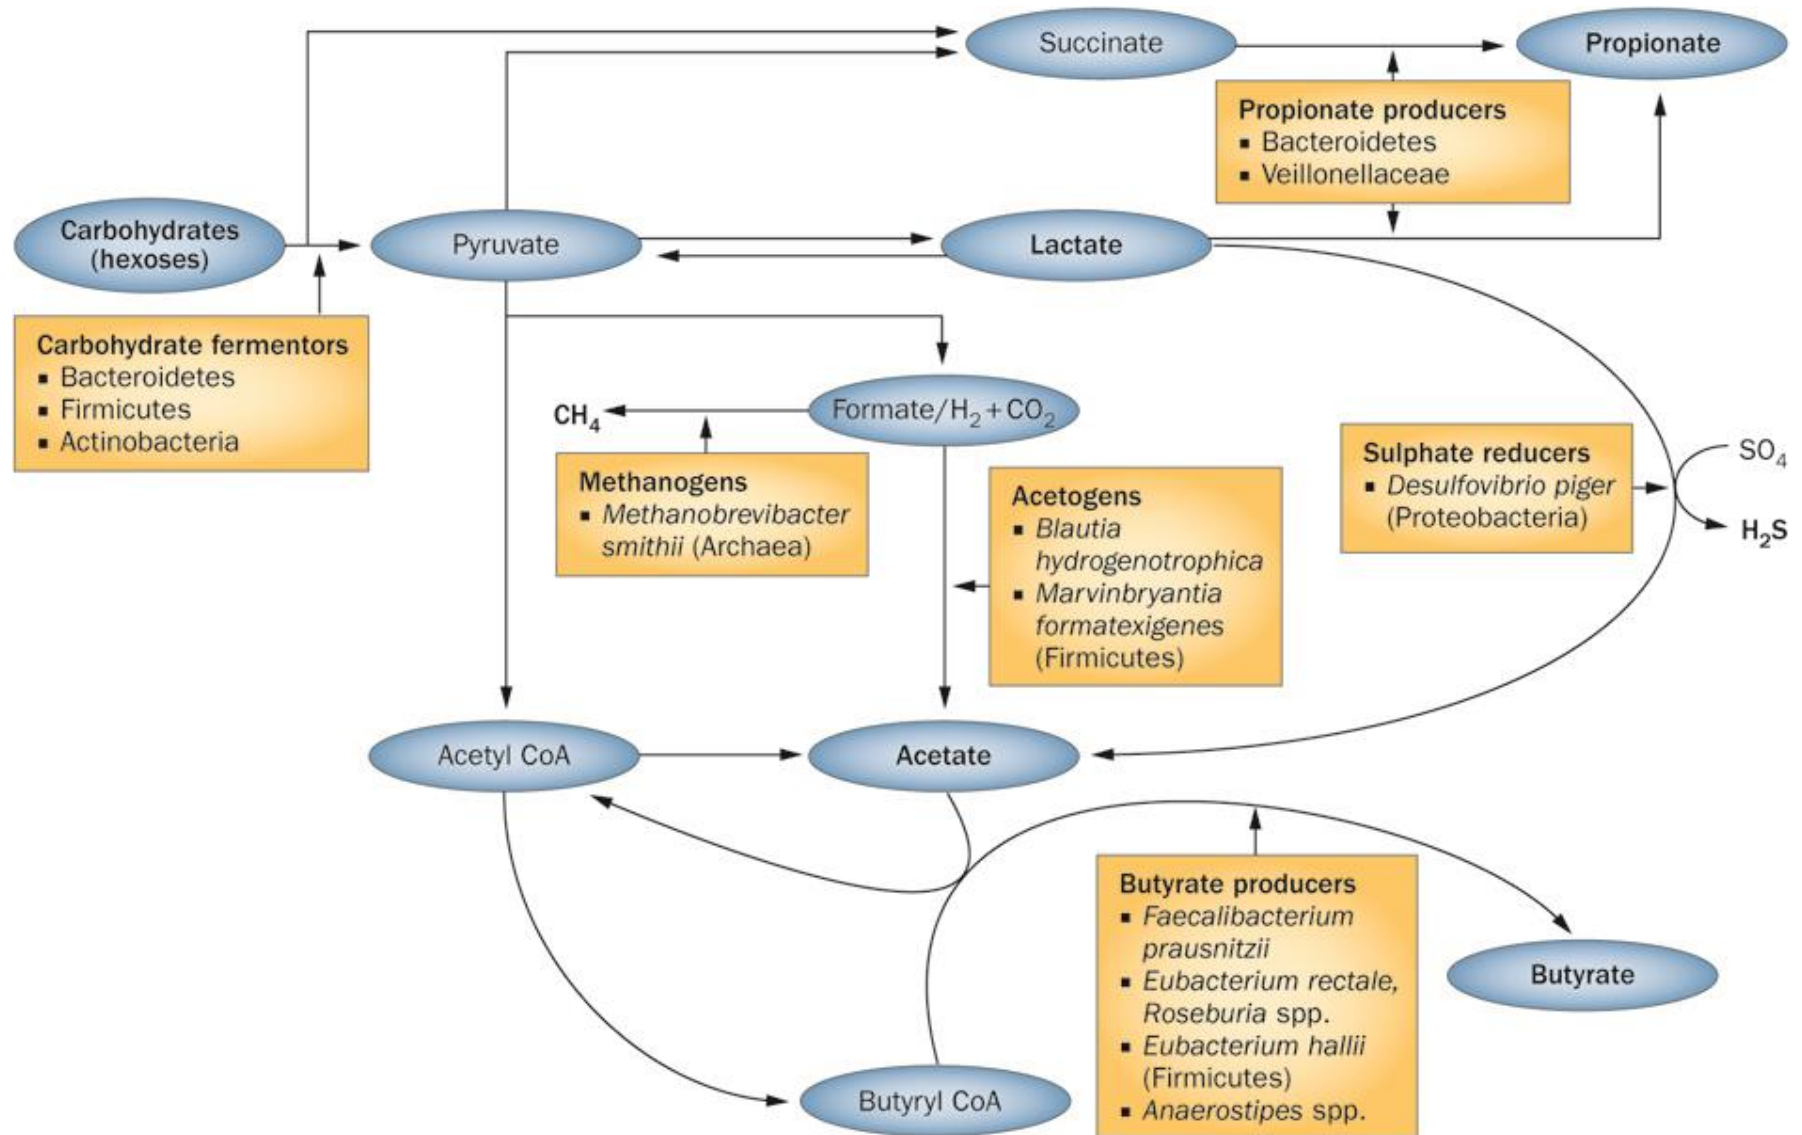 Succinate
Propionate
Propionate producers
▪ Bacteroidetes
▪ Veillonellaceae
Carbohydrates
(hexoses)
Pyruvate
Lactate
Carbohydrate fermentors
▪ Bacteroidetes
▪ Firmicutes
▪ Actinobacteria
CH₄
Formate/H₂ + CO₂
Methanogens
▪ Methanobrevibacter
smithii (Archaea)
Acetogens
▪ Blautia
hydrogenotrophica
▪ Marvinbryantia
formatexigenes
(Firmicutes)
Sulphate reducers
▪ Desulfovibrio piger
(Proteobacteria)
SO₄
H₂S
Acetyl CoA
Acetate
Butyrate producers
▪ Faecalibacterium
prausnitzii
▪ Eubacterium rectale,
Roseburia spp.
▪ Eubacterium hallii
(Firmicutes)
▪ Anaerostipes spp.
Butyrate
Butyryl CoA